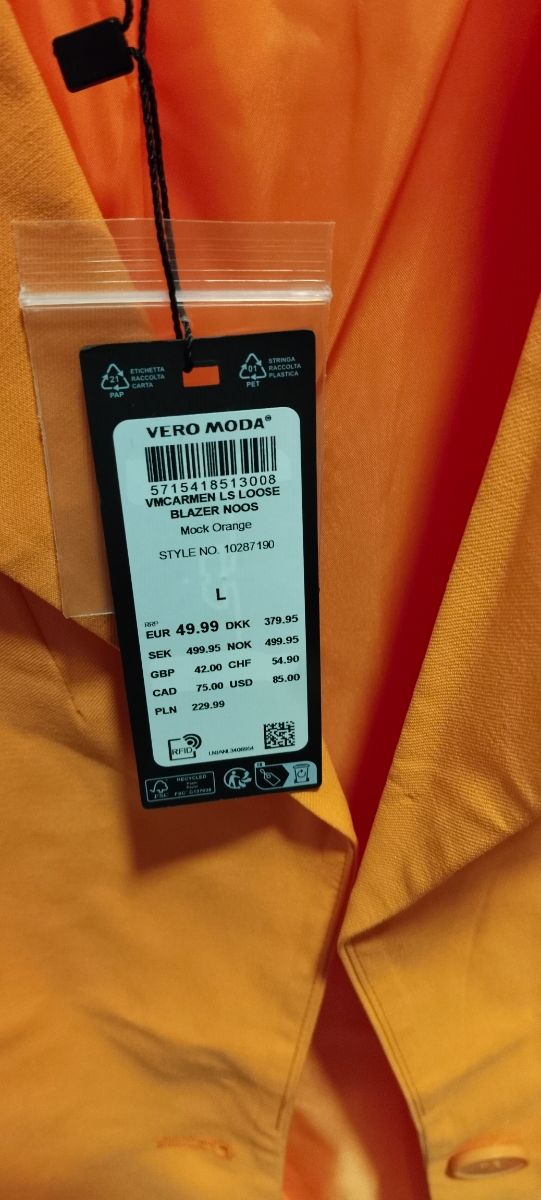 21
PAP
ETICHETTA
RACCOLTA
CARTA
01
PET
STRINGA
RACCOLTA
PLASTICA
VERO MODA®
5715418513008
VMCARMEN LS LOOSE
BLAZER NOOS
Mock Orange
STYLE NO. 10287190
L
RRP
EUR 49.99 DKK 379.95
SEK 499.95 NOK 499.95
GBP 42.00 CHF 54.90
CAD 75.00 USD 85.00
PLN 229.99
RFID
FSC
RECYCLED
FR